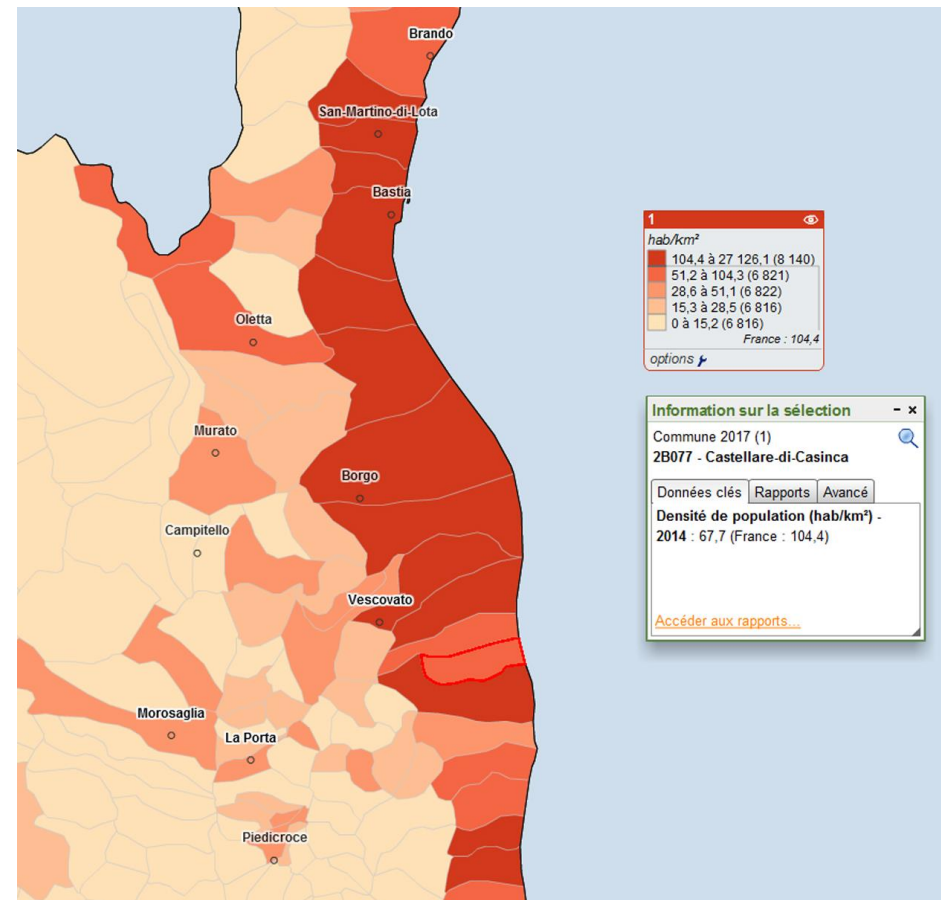 Brando
San-Martino-di-Lota
Bastia
Oletta
Murato
Borgo
Campitello
Vescovato
Morosaglia
La Porta
Piedicroce
1
hab/km²
104,4 à 27 126,1 (8 140)
51,2 à 104,3 (6 821)
28,6 à 51,1 (6 822)
15,3 à 28,5 (6 816)
0 à 15,2 (6 816)
France : 104,4
options
Information sur la sélection
Commune 2017 (1)
2B077 - Castellare-di-Casinca
Données clés Rapports Avancé
Densité de population (hab/km²) -
2014 : 67,7 (France : 104,4)
Accéder aux rapports...